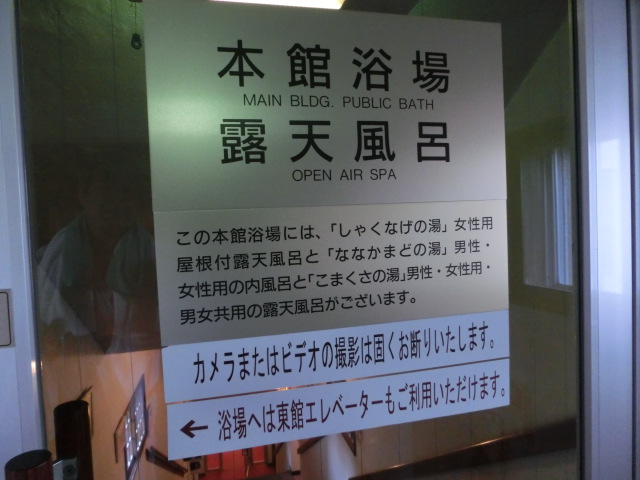 本館浴場
MAIN BLDG. PUBLIC BATH
露天風呂
OPEN AIR SPA
この本館浴場には、「しゃくなげの湯」女性用
屋根付露天風呂と「ななかまどの湯」男性・
女性用の内風呂と「こまくさの湯」男性・女性用・
男女共用の露天風呂がございます。
カメラまたはビデオの撮影は固くお断りいたします。
← 浴場へは東館エレベーターもご利用いただけます。